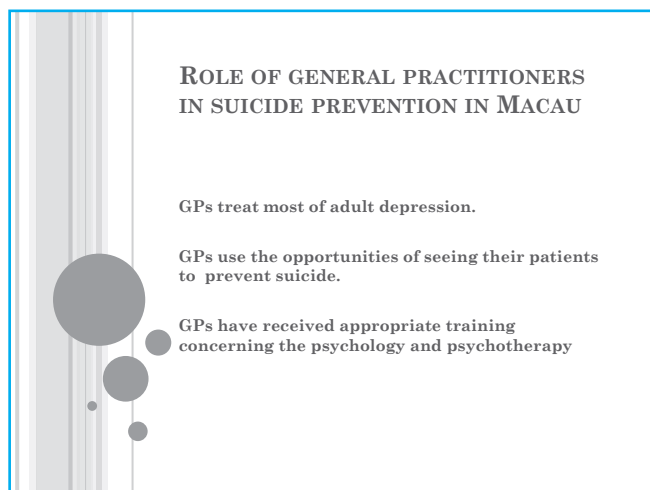 Role of general practitioners
in suicide prevention in Macau
GPs treat most of adult depression.
GPs use the opportunities of seeing their patients
to prevent suicide.
GPs have received appropriate training
concerning the psychology and psychotherapy